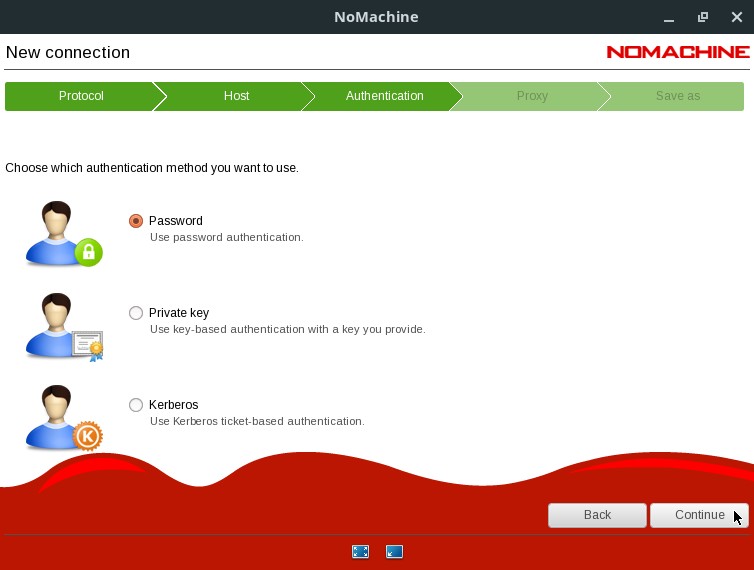 NoMachine
New connection
NOMACHINE
Protocol
Host
Authentication
Proxy
Save as
Choose which authentication method you want to use.
Password
Use password authentication.
Private key
Use key-based authentication with a key you provide.
K
Kerberos
Use Kerberos ticket-based authentication.
Back
Continue